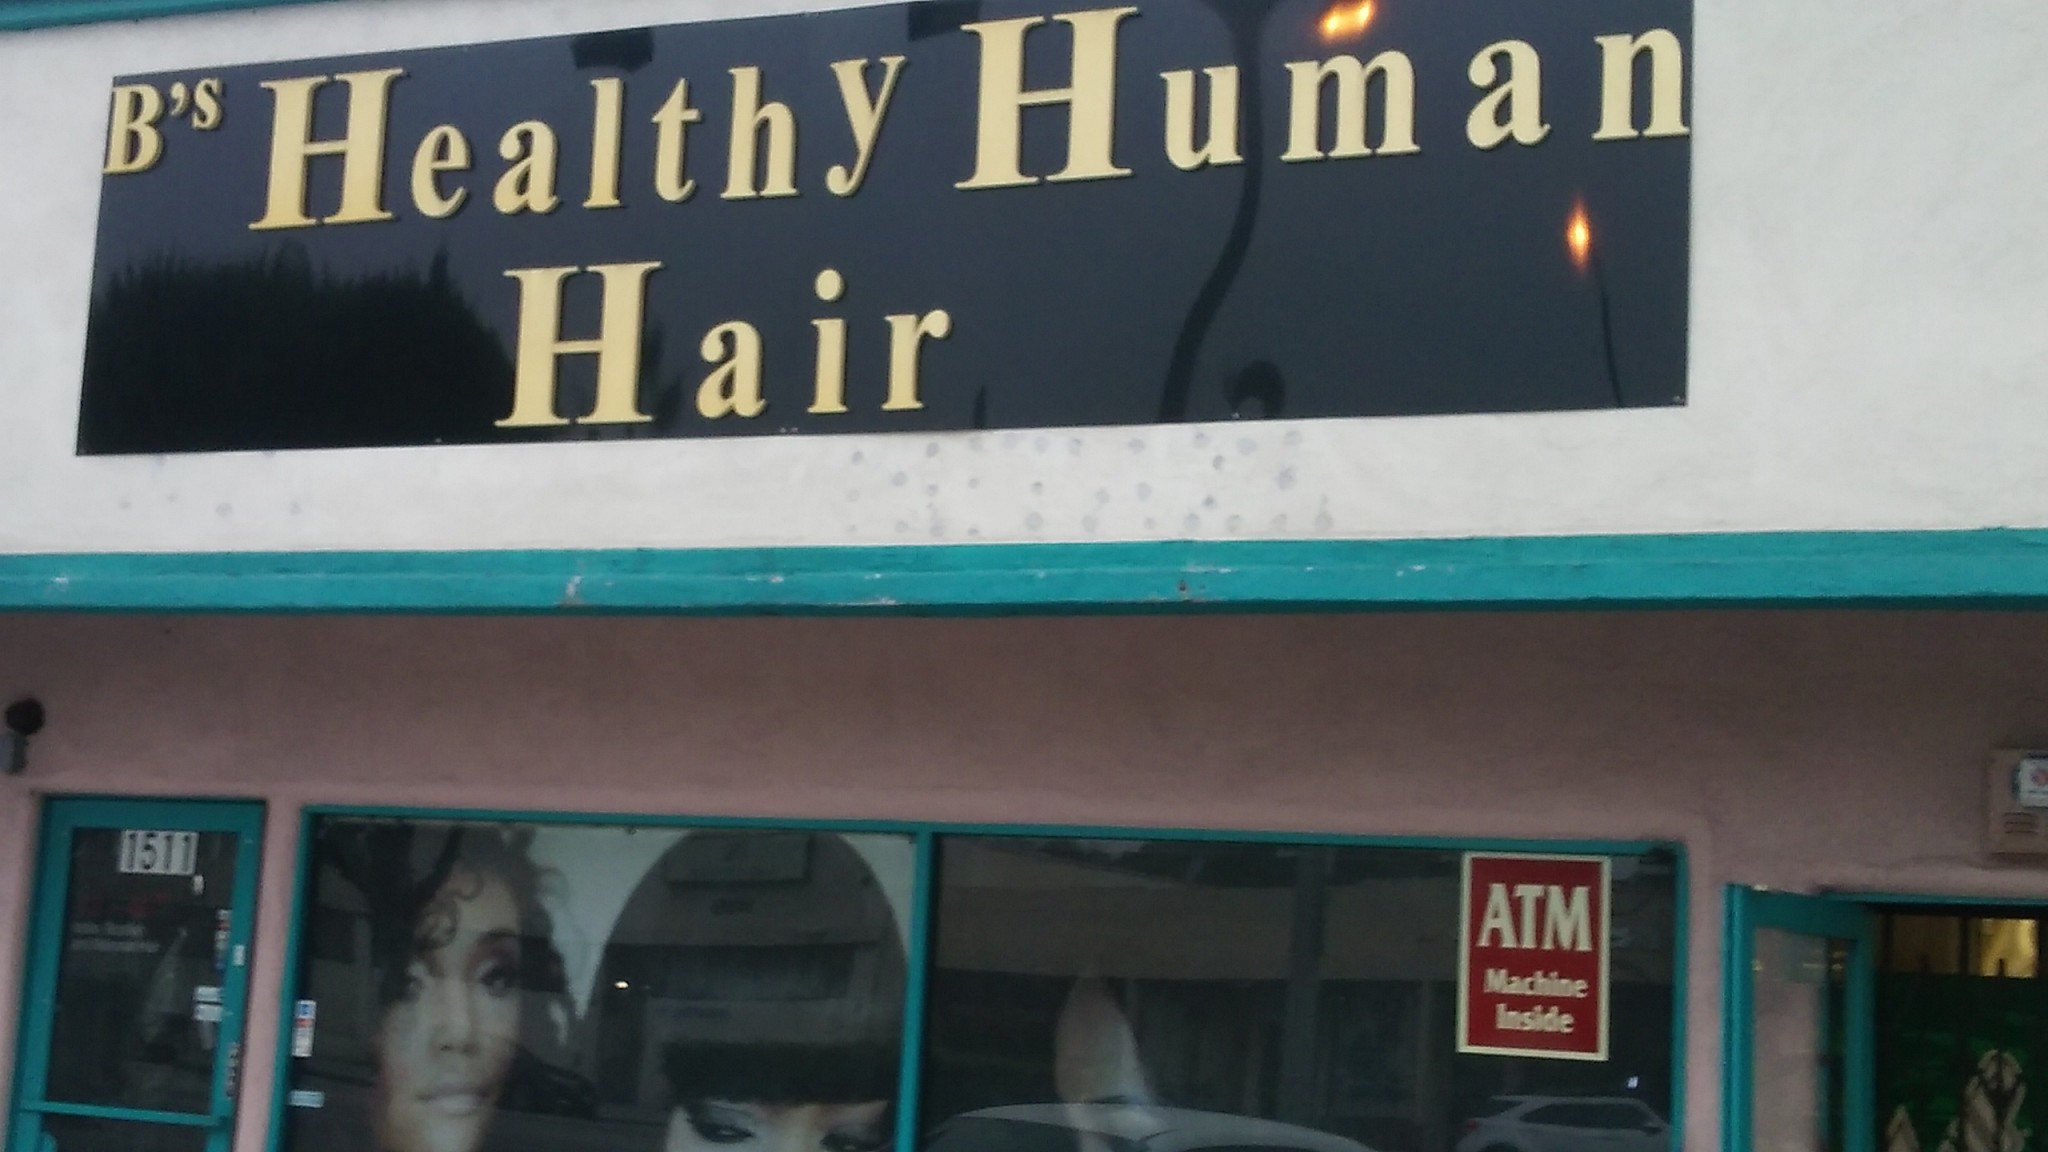 B's Healthy Human
Hair
1511
ATM
Machine
Inside